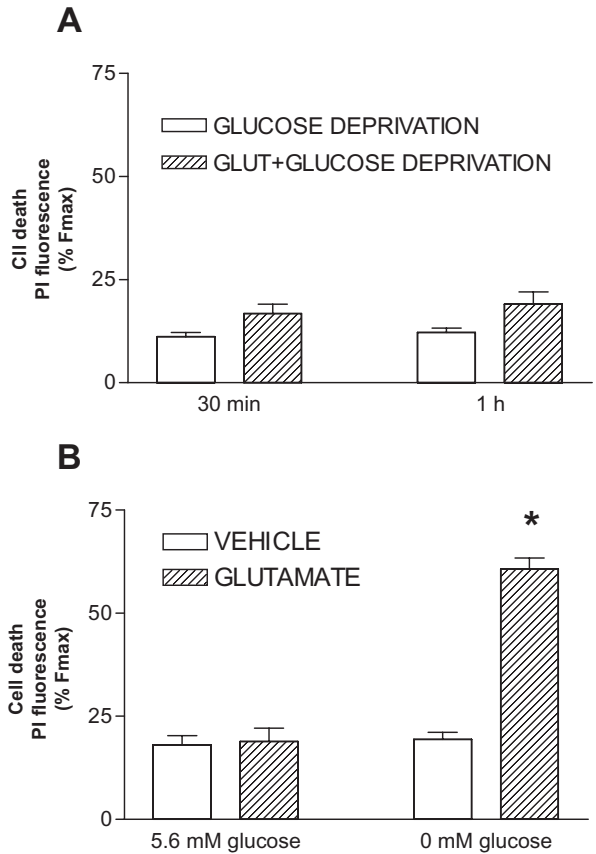 A
75
50
25
0
CII death
PI fluorescence
(% Fmax)
GLUCOSE DEPRIVATION
GLUT+GLUCOSE DEPRIVATION
30 min
1 h
B
75
50
25
0
Cell death
PI fluorescence
(% Fmax)
VEHICLE
GLUTAMATE
*
5.6 mM glucose
0 mM glucose